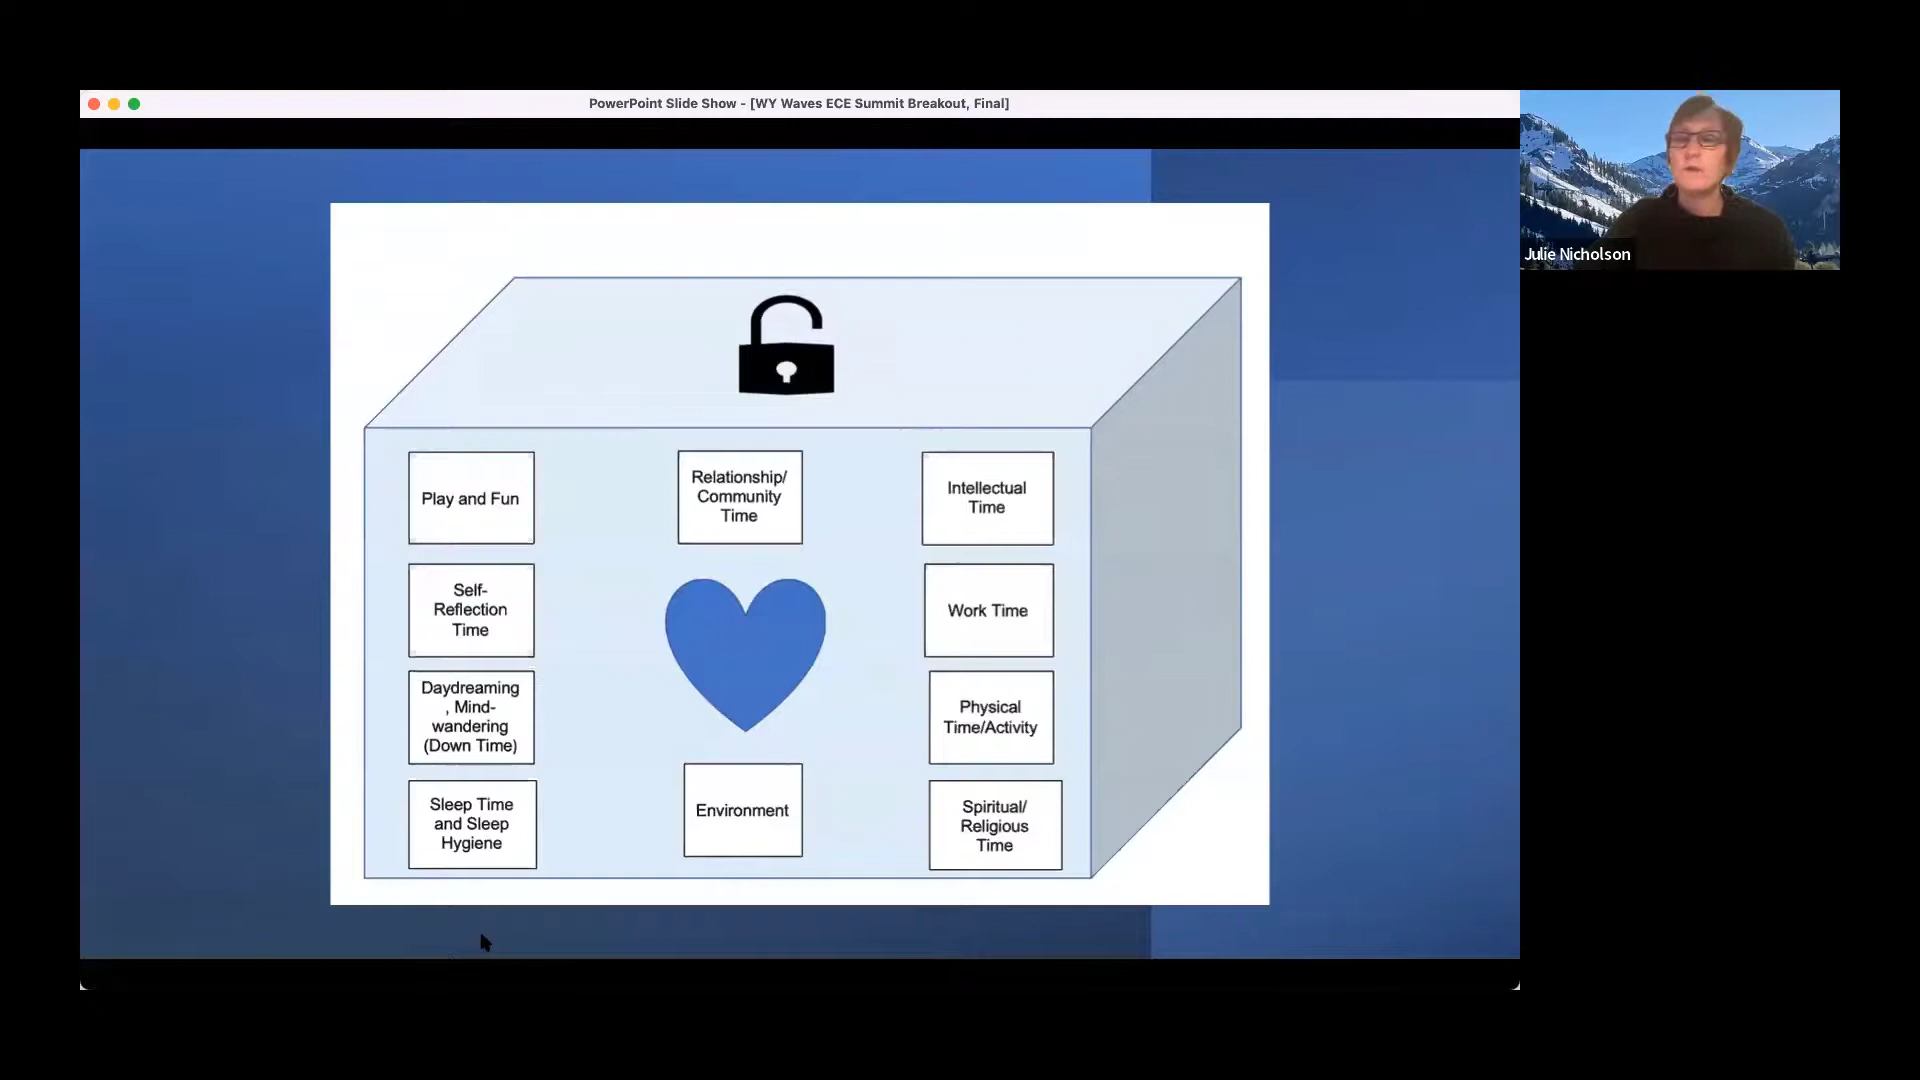 PowerPoint Slide Show - [WY Waves ECE Summit Breakout, Final]
Julie Nicholson
Play and Fun
Relationship/
Community
Time
Intellectual
Time
Self-
Reflection
Time
Work Time
Daydreaming
, Mind-
wandering
(Down Time)
Physical
Time/Activity
Sleep Time
and Sleep
Hygiene
Environment
Spiritual/
Religious
Time